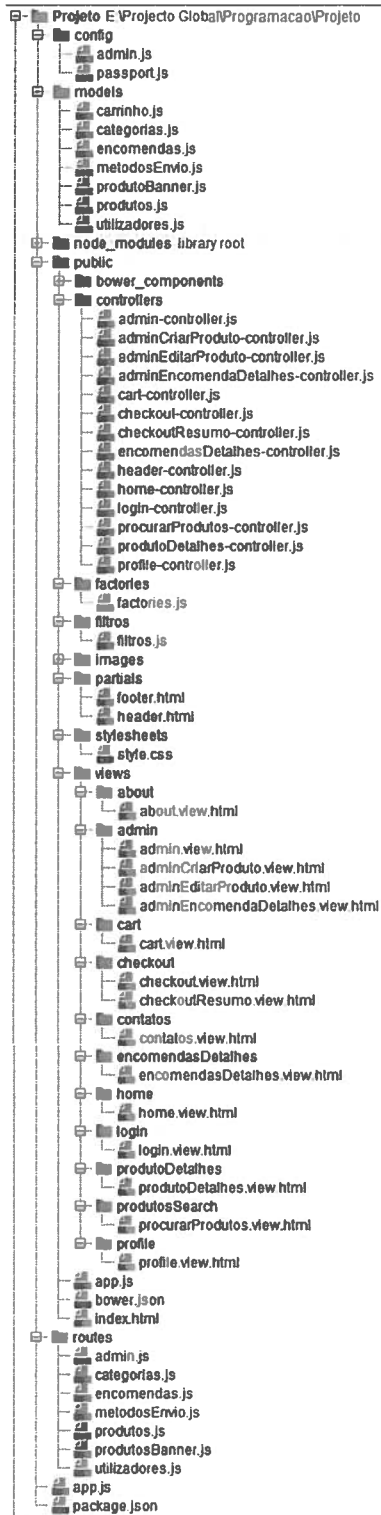 Projeto E:\Projecto Global\Programacao\Projeto
config
admin.js
passport.js
models
carrinho.js
categorias.js
encomendas.js
metodosEnvio.js
produtoBanner.js
produtos.js
utilizadores.js
node_modules library root
public
bower_components
controllers
admin-controller.js
adminCriarProduto-controller.js
adminEditarProduto-controller.js
adminEncomendaDetalhes-controller.js
cart-controller.js
checkout-controller.js
checkoutResumo-controller.js
encomendasDetalhes-controller.js
header-controller.js
home-controller.js
login-controller.js
procurarProdutos-controller.js
produtoDetalhes-controller.js
profile-controller.js
factories
factories.js
filtros
filtros.js
images
partials
footer.html
header.html
stylesheets
style.css
views
about
about.view.html
admin
admin.view.html
adminCriarProduto.view.html
adminEditarProduto.view.html
adminEncomendaDetalhes.view.html
cart
cart.view.html
checkout
checkout.view.html
checkoutResumo.view.html
contatos
contatos.view.html
encomendasDetalhes
encomendasDetalhes.view.html
home
home.view.html
login
login.view.html
produtoDetalhes
produtoDetalhes.view.html
produtosSearch
procurarProdutos.view.html
profile
profile.view.html
app.js
bower.json
index.html
routes
admin.js
categorias.js
encomendas.js
metodosEnvio.js
produtos.js
produtosBanner.js
utilizadores.js
app.js
package.json